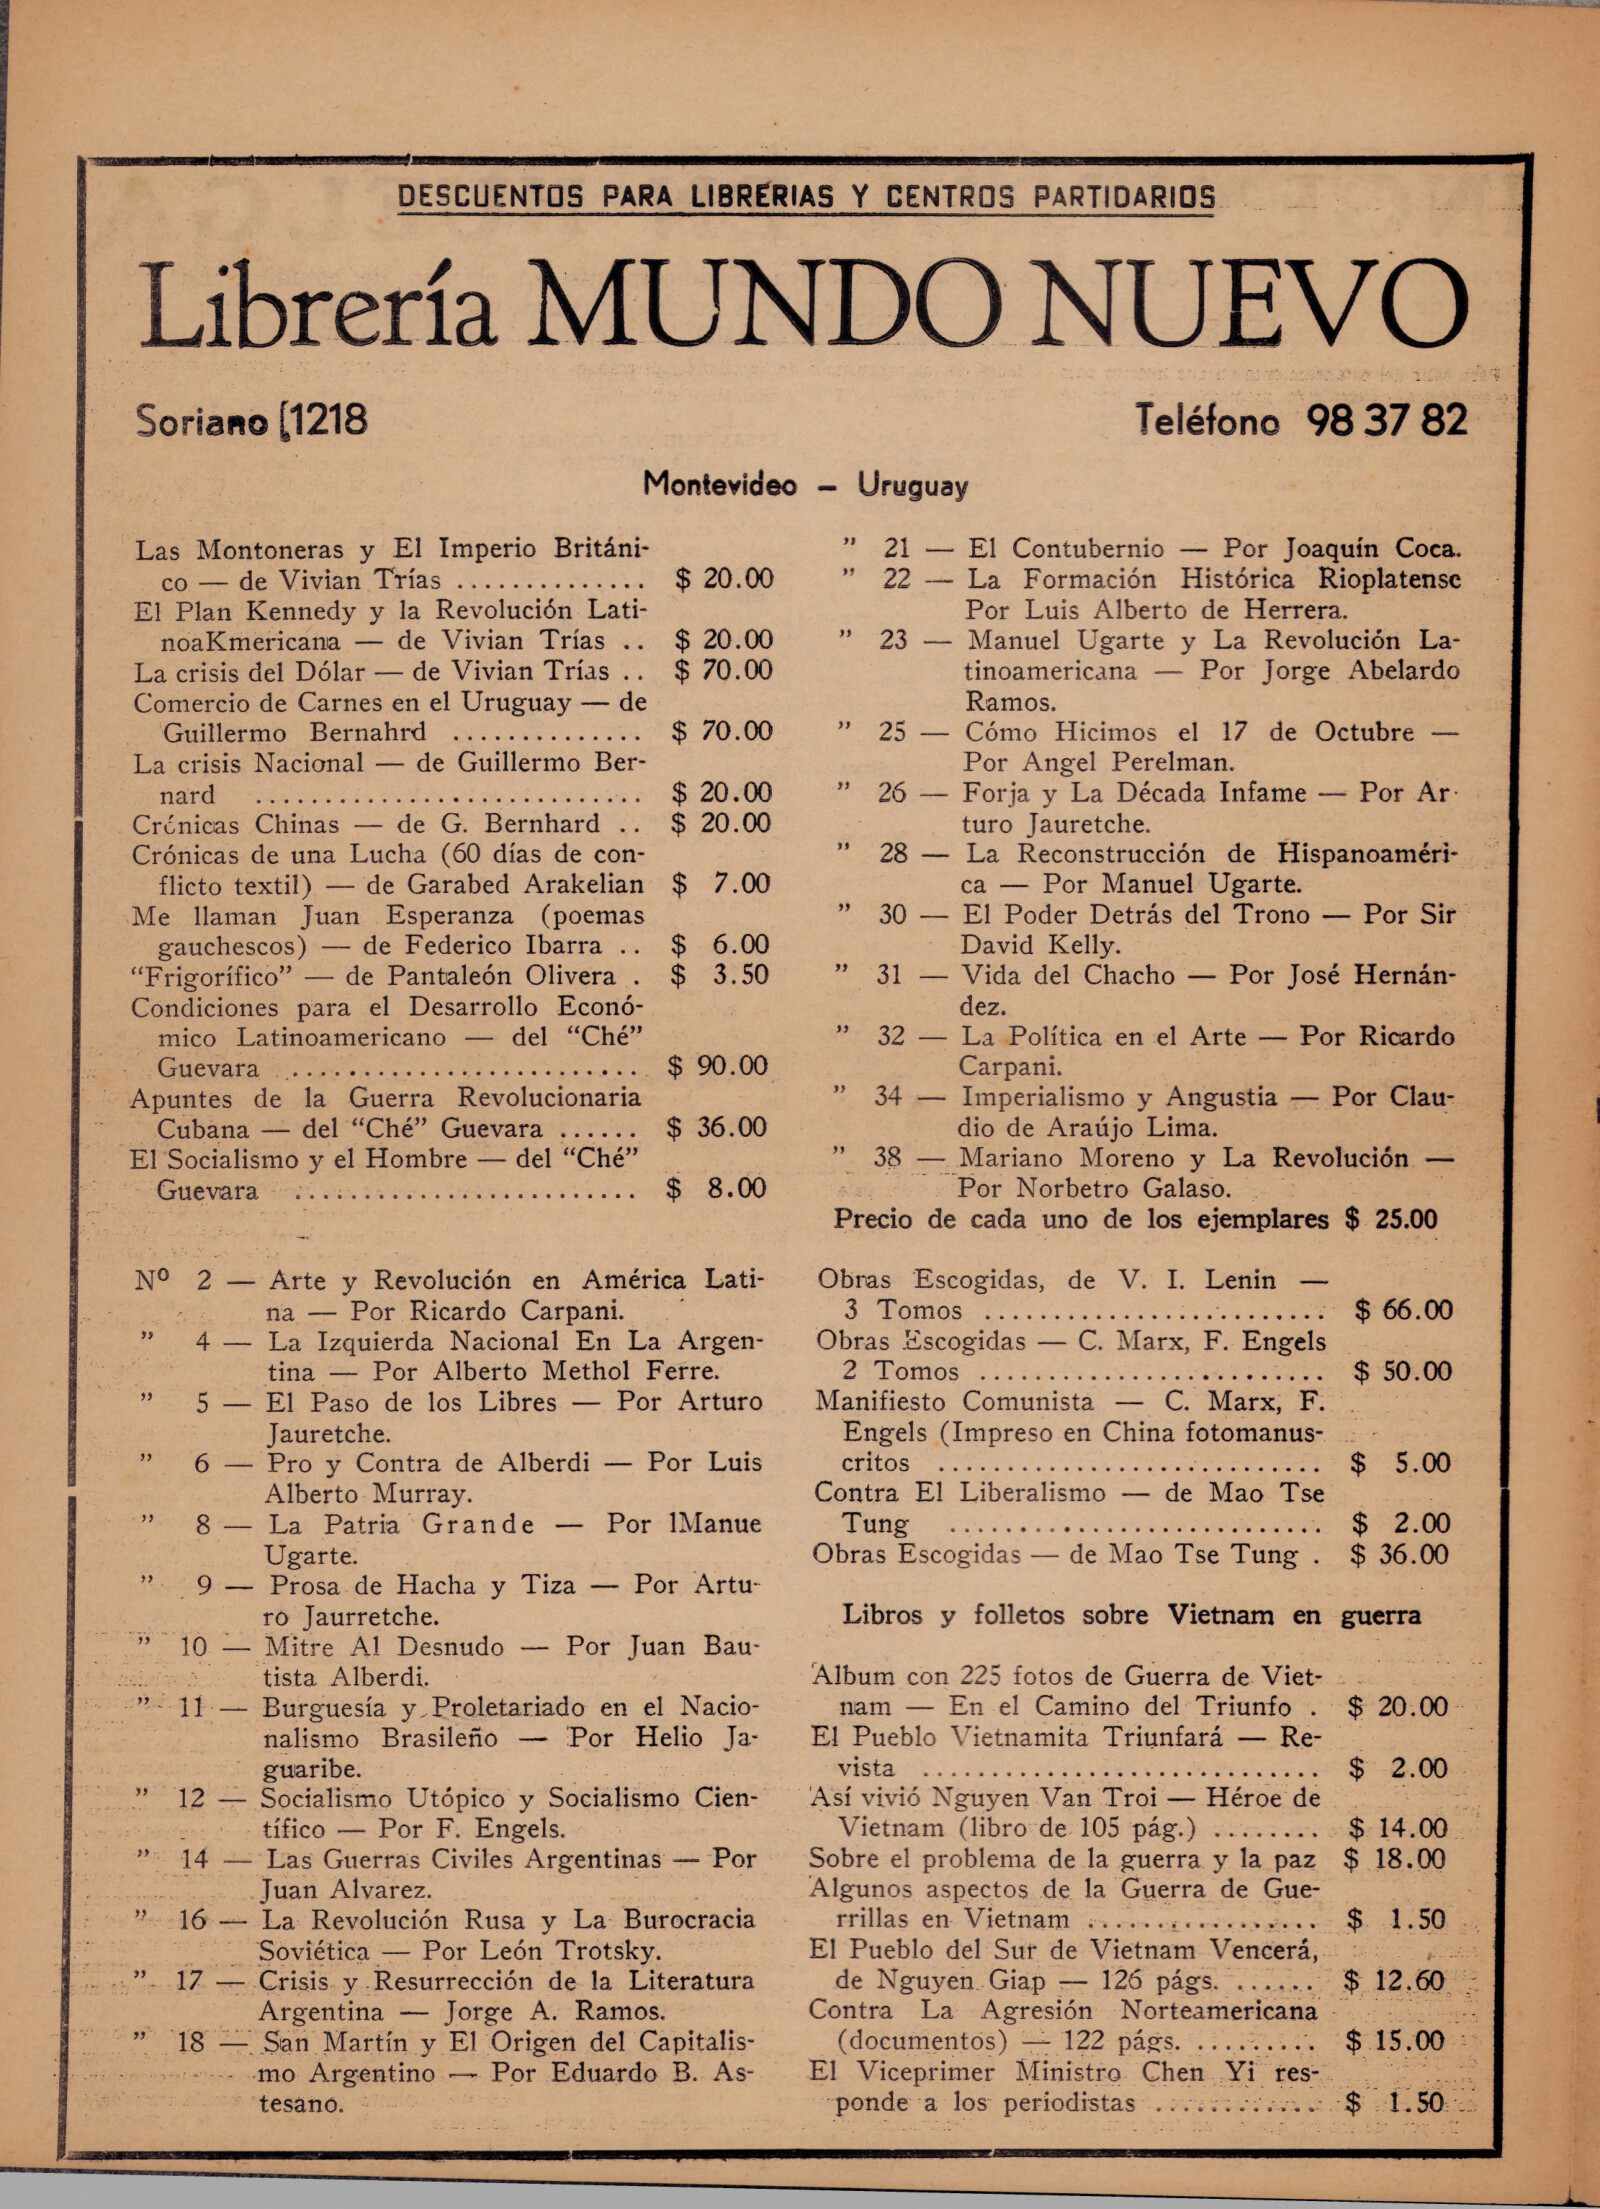 DESCUENTOS PARA LIBRERIAS Y CENTROS PARTIDARIOS
Librería MUNDO NUEVO
Soriano [1218
Teléfono 98 37 82
Montevideo – Uruguay
Las Montoneras y El Imperio Británi-
co — de Vivian Trías .............. $ 20.00
El Plan Kennedy y la Revolución Lati-
noaKmericana — de Vivian Trías .. $ 20.00
La crisis del Dólar — de Vivian Trías .. $ 70.00
Comercio de Carnes en el Uruguay — de
Guillermo Bernahrd .............. $ 70.00
La crisis Nacional — de Guillermo Ber-
nard ............................. $ 20.00
Crónicas Chinas — de G. Bernhard .. $ 20.00
Crónicas de una Lucha (60 días de con-
flicto textil) — de Garabed Arakelian $ 7.00
Me llaman Juan Esperanza (poemas
gauchescos) — de Federico Ibarra .. $ 6.00
“Frigorífico” — de Pantaleón Olivera . $ 3.50
Condiciones para el Desarrollo Econó-
mico Latinoamericano — del “Ché”
Guevara .......................... $ 90.00
Apuntes de la Guerra Revolucionaria
Cubana — del “Ché” Guevara ...... $ 36.00
El Socialismo y el Hombre — del “Ché”
Guevara .......................... $ 8.00
Nº 2 — Arte y Revolución en América Lati-
na — Por Ricardo Carpani.
” 4 — La Izquierda Nacional En La Argen-
tina — Por Alberto Methol Ferre.
” 5 — El Paso de los Libres — Por Arturo
Jauretche.
” 6 — Pro y Contra de Alberdi — Por Luis
Alberto Murray.
” 8 — La Patria Grande — Por lManue
Ugarte.
” 9 — Prosa de Hacha y Tiza — Por Artu-
ro Jaurretche.
” 10 — Mitre Al Desnudo — Por Juan Bau-
tista Alberdi.
” 11 — Burguesía y Proletariado en el Nacio-
nalismo Brasileño — Por Helio Ja-
guaribe.
” 12 — Socialismo Utópico y Socialismo Cien-
tífico — Por F. Engels.
” 14 — Las Guerras Civiles Argentinas — Por
Juan Alvarez.
” 16 — La Revolución Rusa y La Burocracia
Soviética — Por León Trotsky.
” 17 — Crisis y Resurrección de la Literatura
Argentina — Jorge A. Ramos.
” 18 — San Martín y El Origen del Capitalis-
mo Argentino — Por Eduardo B. As-
tesano.
” 21 — El Contubernio — Por Joaquín Coca.
” 22 — La Formación Histórica Rioplatense
Por Luis Alberto de Herrera.
” 23 — Manuel Ugarte y La Revolución La-
tinoamericana — Por Jorge Abelardo
Ramos.
” 25 — Cómo Hicimos el 17 de Octubre —
Por Angel Perelman.
” 26 — Forja y La Década Infame — Por Ar-
turo Jauretche.
” 28 — La Reconstrucción de Hispanoaméri-
ca — Por Manuel Ugarte.
” 30 — El Poder Detrás del Trono — Por Sir
David Kelly.
” 31 — Vida del Chacho — Por José Hernán-
dez.
” 32 — La Política en el Arte — Por Ricardo
Carpani.
” 34 — Imperialismo y Angustia — Por Clau-
dio de Araújo Lima.
” 38 — Mariano Moreno y La Revolución —
Por Norbetro Galaso.
Precio de cada uno de los ejemplares $ 25.00
Obras Escogidas, de V. I. Lenin —
3 Tomos .......................... $ 66.00
Obras Escogidas — C. Marx, F. Engels
2 Tomos .......................... $ 50.00
Manifiesto Comunista — C. Marx, F.
Engels (Impreso en China fotomanus-
critos ............................. $ 5.00
Contra El Liberalismo — de Mao Tse
Tung ............................ $ 2.00
Obras Escogidas — de Mao Tse Tung . $ 36.00
Libros y folletos sobre Vietnam en guerra
Album con 225 fotos de Guerra de Viet-
nam — En el Camino del Triunfo . $ 20.00
El Pueblo Vietnamita Triunfará — Re-
vista ............................. $ 2.00
Así vivió Nguyen Van Troi — Héroe de
Vietnam (libro de 105 pág.) ........ $ 14.00
Sobre el problema de la guerra y la paz $ 18.00
Algunos aspectos de la Guerra de Gue-
rrillas en Vietnam ................. $ 1.50
El Pueblo del Sur de Vietnam Vencerá,
de Nguyen Giap — 126 págs. ...... $ 12.60
Contra La Agresión Norteamericana
(documentos) — 122 págs. ......... $ 15.00
El Viceprimer Ministro Chen Yi res-
ponde a los periodistas ............ $ 1.50